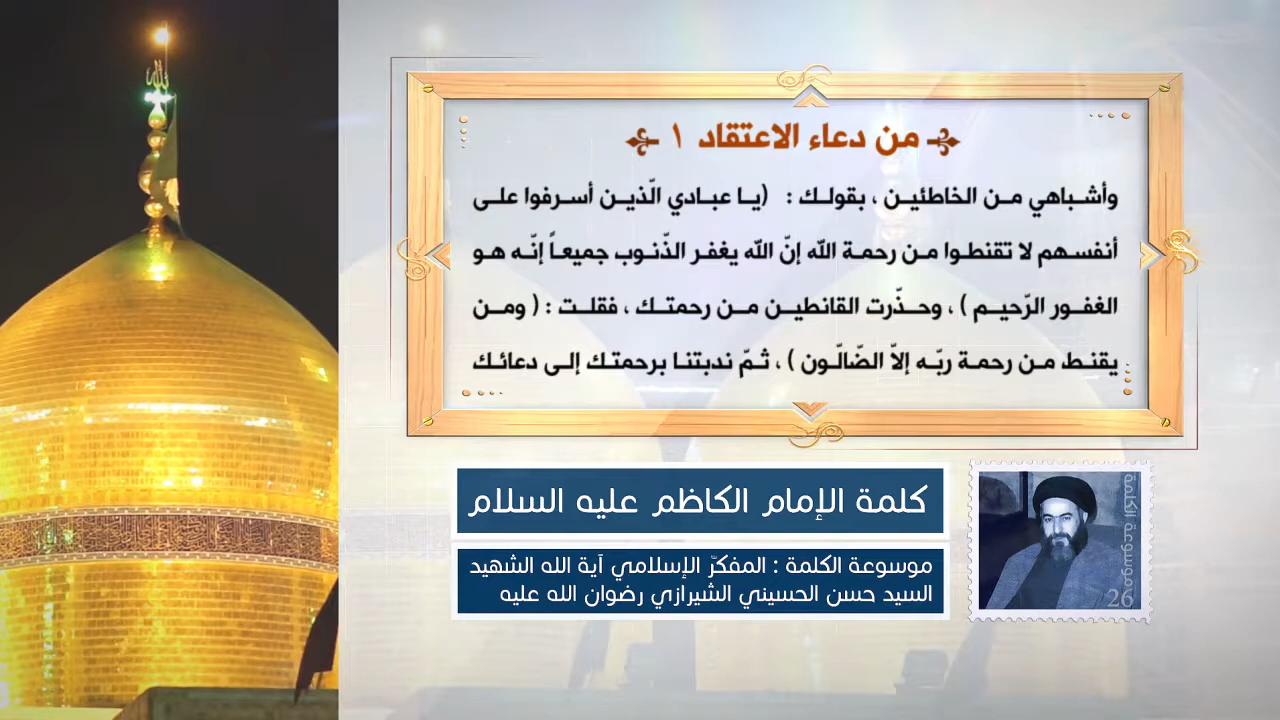 من دعاء الاعتقاد ١
وأشباهي من الخاطئين ، بقولك : (يا عبادي الّذين أسرفوا على
أنفسهم لا تقنطوا من رحمة الله إنّ الله يغفر الذّنوب جميعاً إنّه هو
الغفور الرّحيم ) ، وحذّرت القانطين من رحمتك ، فقلت : ( ومن
يقنط من رحمة ربّه إلاّ الضّالّون ) ، ثمّ ندبتنا برحمتك إلى دعائك
كلمة الإمام الكاظم عليه السلام
موسوعة الكلمة : المفكّر الإسلامي آية الله الشهيد
السيد حسن الحسيني الشيرازي رضوان الله عليه
موسوعة الكلمة
26